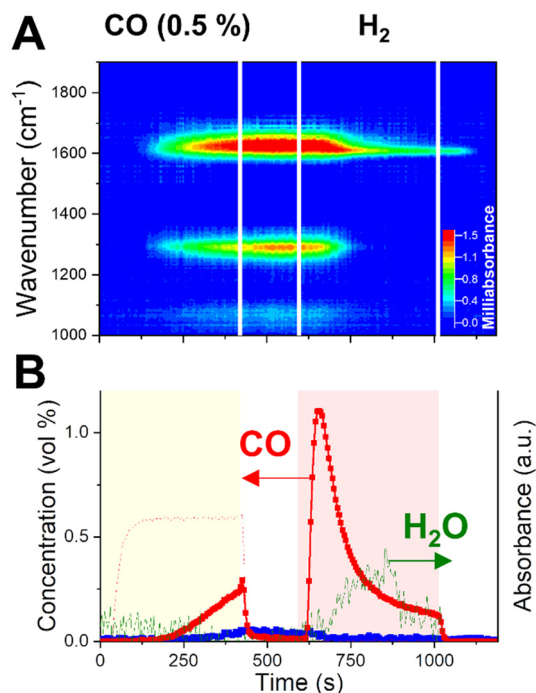 A
CO (0.5 %)
H₂
Wavenumber (cm⁻¹)
1800
1600
1400
1200
1000
1.5
1.1
0.8
0.4
0.0
Milliabsorbance
B
Concentration (vol %)
1.0
0.5
0.0
CO
H₂O
Absorbance (a.u.)
0
250
500
750
1000
Time (s)